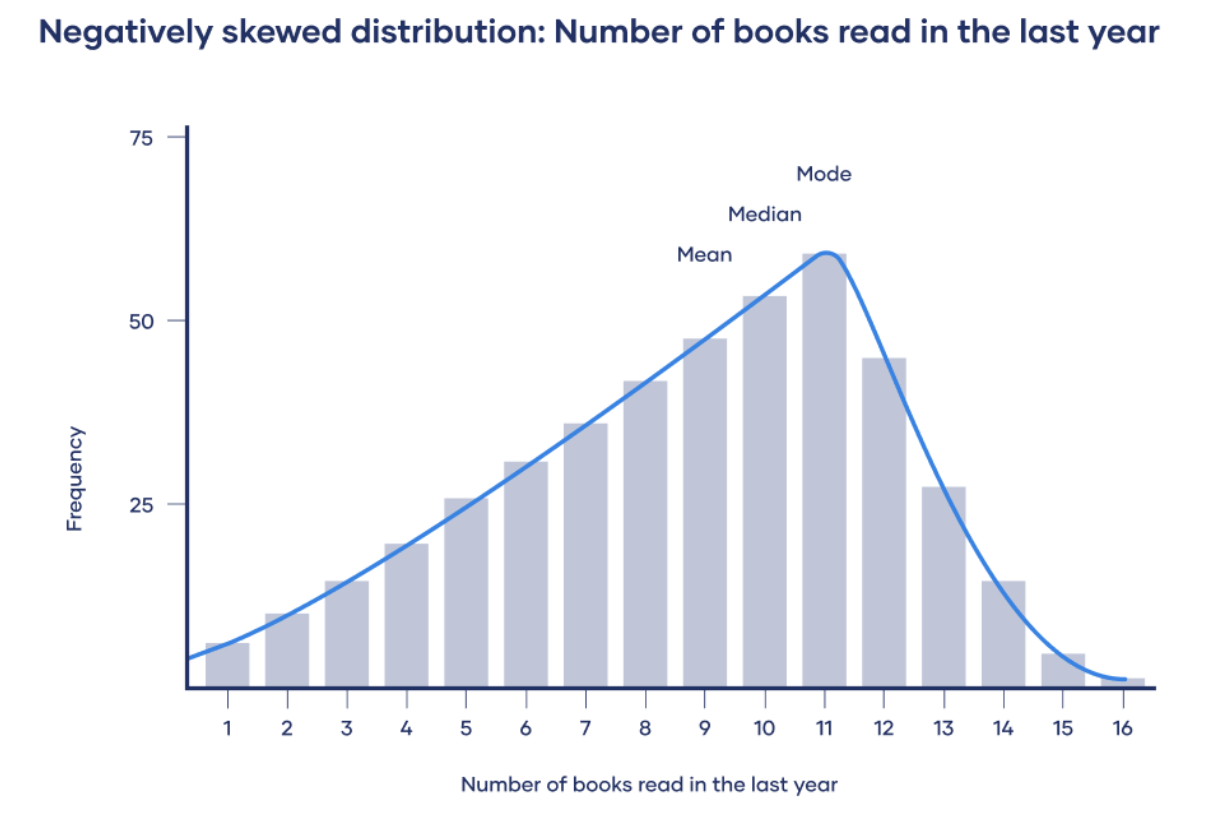 Negatively skewed distribution: Number of books read in the last year
75
Mode
Median
Mean
50
Frequency
25
1 2 3 4 5 6 7 8 9 10 11 12 13 14 15 16
Number of books read in the last year